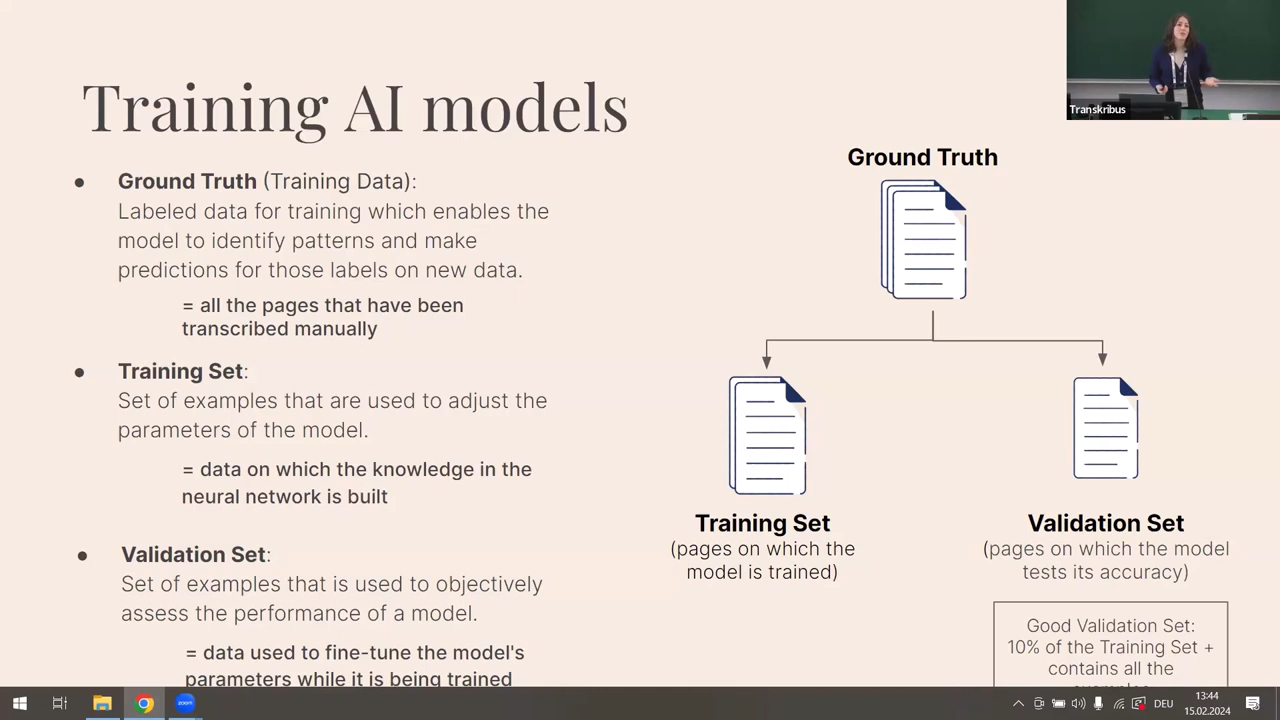 Transkribus
Training AI models
● Ground Truth (Training Data):
Labeled data for training which enables the
model to identify patterns and make
predictions for those labels on new data.
= all the pages that have been
transcribed manually
● Training Set:
Set of examples that are used to adjust the
parameters of the model.
= data on which the knowledge in the
neural network is built
● Validation Set:
Set of examples that is used to objectively
assess the performance of a model.
= data used to fine-tune the model's
parameters while it is being trained
Ground Truth
Training Set
(pages on which the
model is trained)
Validation Set
(pages on which the model
tests its accuracy)
Good Validation Set:
10% of the Training Set +
contains all the
zoom
DEU
13:44
15.02.2024